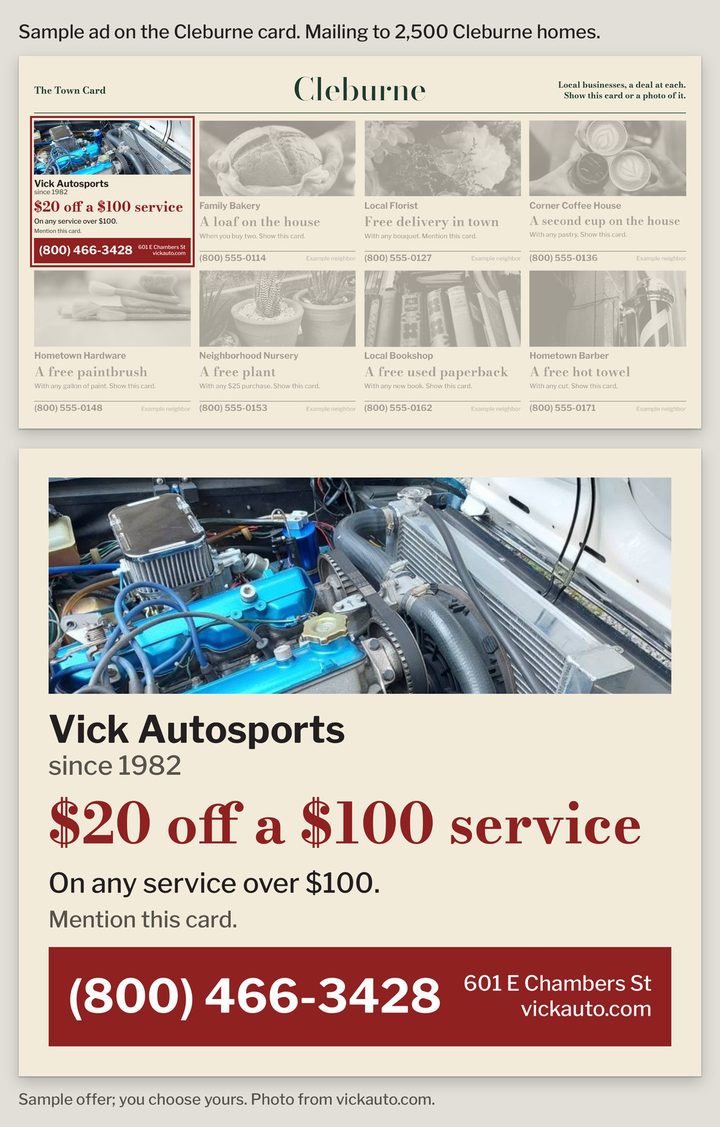 Sample ad on the Cleburne card. Mailing to 2,500 Cleburne homes.
The Town Card
Cleburne
Local businesses, a deal at each.
Show this card or a photo of it.
Vick Autosports
since 1982
$20 off a $100 service
On any service over $100.
Mention this card.
(800) 466-3428
601 E Chambers St
vickauto.com
Family Bakery
A loaf on the house
When you buy two. Show this card.
(800) 555-0114
Example neighbor
Local Florist
Free delivery in town
With any bouquet. Mention this card.
(800) 555-0127
Example neighbor
Corner Coffee House
A second cup on the house
With any pastry. Show this card.
(800) 555-0136
Example neighbor
Hometown Hardware
A free paintbrush
With any gallon of paint. Show this card.
(800) 555-0148
Example neighbor
Neighborhood Nursery
A free plant
With any $25 purchase. Show this card.
(800) 555-0153
Example neighbor
Local Bookshop
A free used paperback
With any new book. Show this card.
(800) 555-0162
Example neighbor
Hometown Barber
A free hot towel
With any cut. Show this card.
(800) 555-0171
Example neighbor
Vick Autosports
since 1982
$20 off a $100 service
On any service over $100.
Mention this card.
(800) 466-3428
601 E Chambers St
vickauto.com
Sample offer; you choose yours. Photo from vickauto.com.